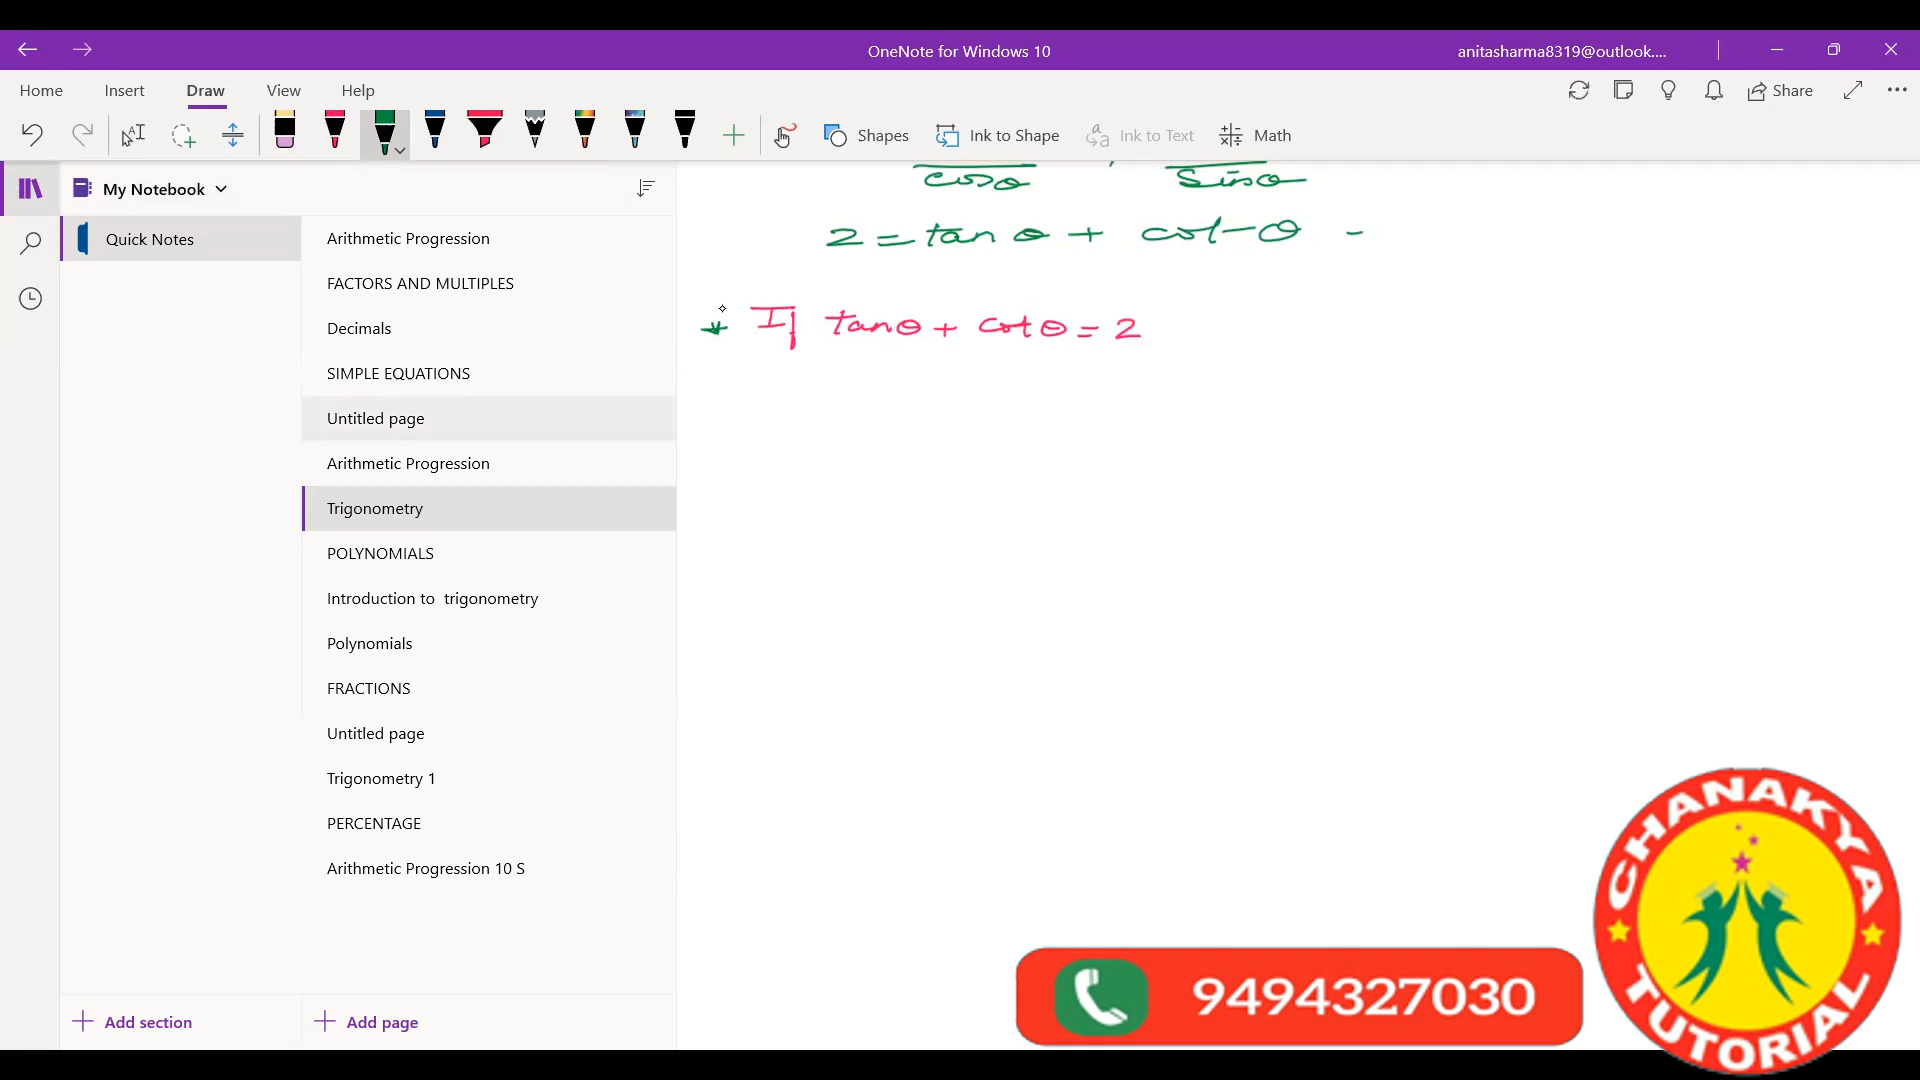 OneNote for Windows 10
anitasharma8319@outlook....
Home Insert Draw View Help
Share
Shapes Ink to Shape Ink to Text Math
My Notebook
Quick Notes
Arithmetic Progression
FACTORS AND MULTIPLES
Decimals
SIMPLE EQUATIONS
Untitled page
Arithmetic Progression
Trigonometry
POLYNOMIALS
Introduction to trigonometry
Polynomials
FRACTIONS
Untitled page
Trigonometry 1
PERCENTAGE
Arithmetic Progression 10 S
Add section
Add page
cosθ sinθ
2 = tan θ + cot θ -
* If tanθ + cotθ = 2
9494327030
CHANAKYA
TUTORIAL